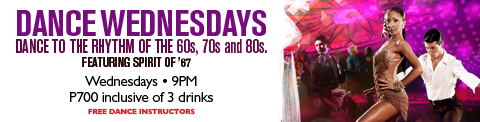 DANCE WEDNESDAYS
DANCE TO THE RHYTHM OF THE 60s, 70s and 80s.
FEATURING SPIRIT OF '67
Wednesdays • 9PM
P700 inclusive of 3 drinks
FREE DANCE INSTRUCTORS